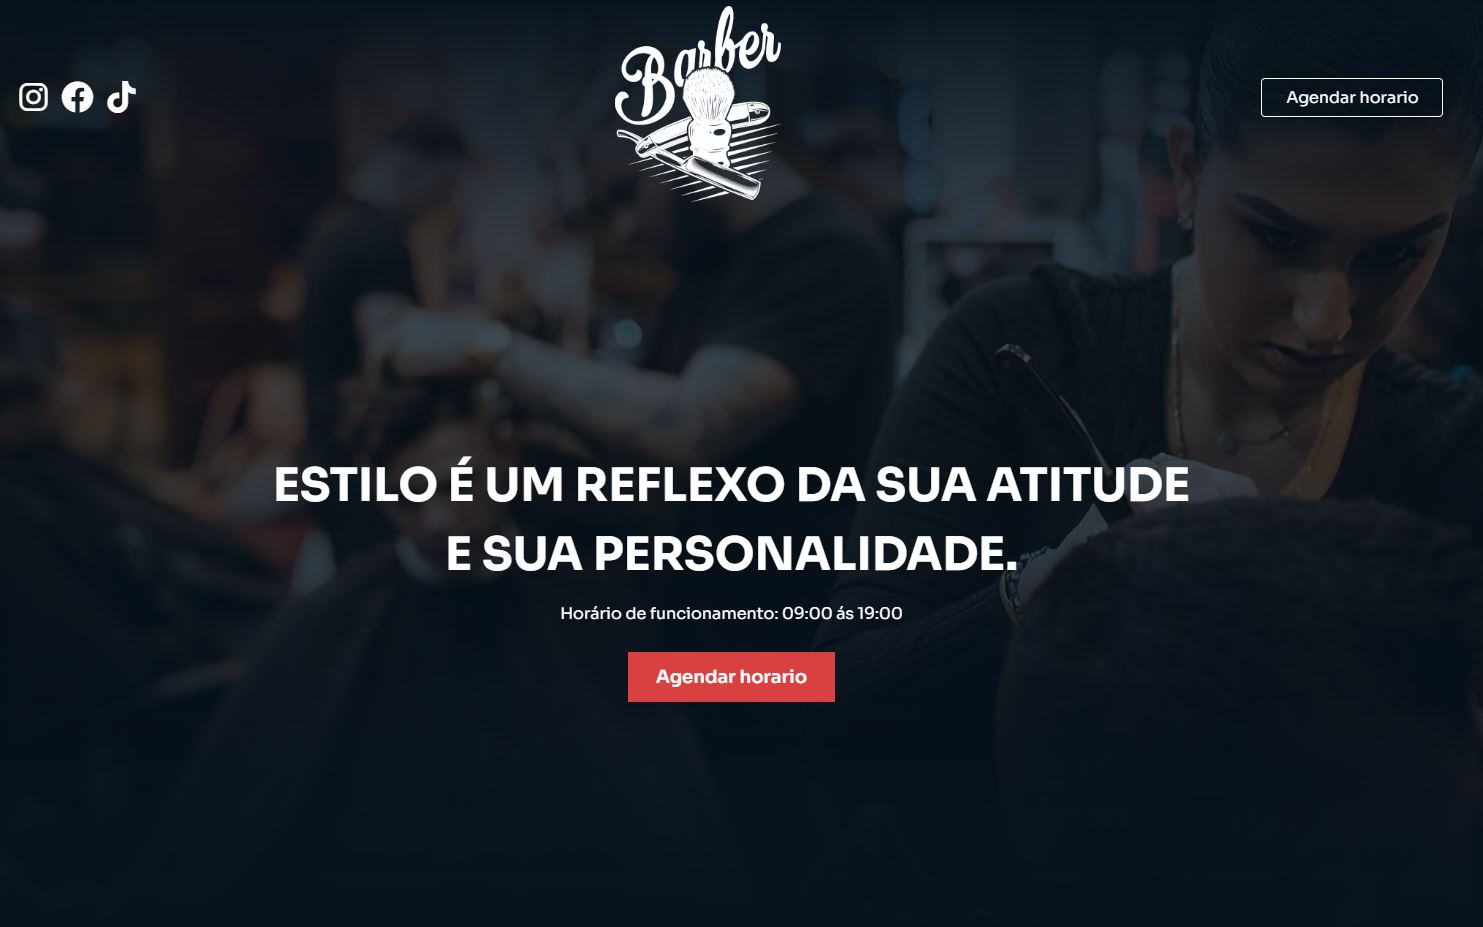 Barber
Agendar horario
ESTILO É UM REFLEXO DA SUA ATITUDE
E SUA PERSONALIDADE.
Horário de funcionamento: 09:00 ás 19:00
Agendar horario